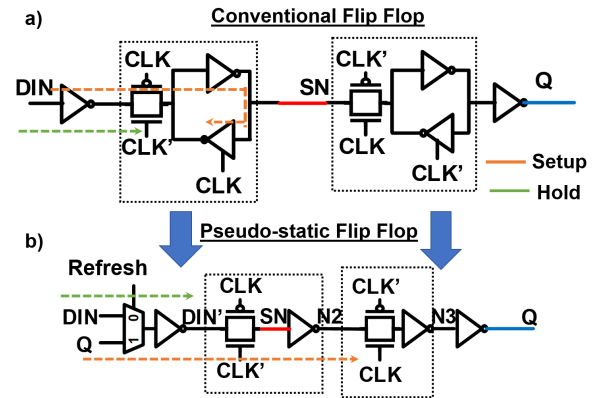 Conventional Flip Flop
a)
CLK
CLK'
DIN
SN
Q
CLK'
CLK
CLK
CLK'
Setup
Hold
Pseudo-static Flip Flop
b)
Refresh
CLK
CLK'
DIN
DIN'
SN
N2
N3
Q
0
1
Q
CLK'
CLK